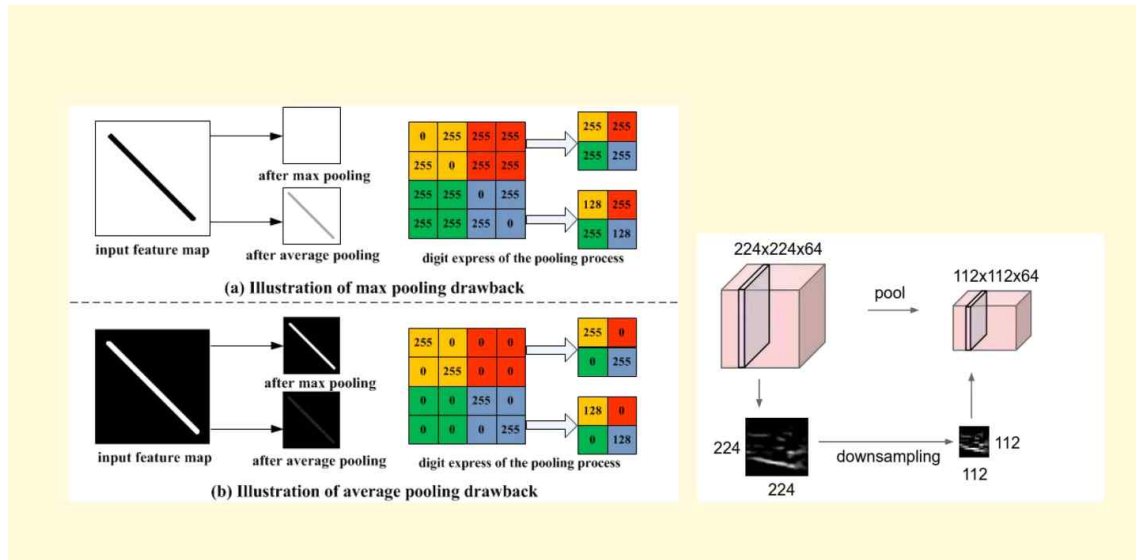 after max pooling
input feature map
after average pooling
0 255 255 255
255 0 255 255
255 255 0 255
255 255 255 0
255 255
255 255
128 255
255 128
digit express of the pooling process
(a) Illustration of max pooling drawback
after max pooling
input feature map
after average pooling
255 0 0 0
0 255 0 0
0 0 255 0
0 0 0 255
255 0
0 255
128 0
0 128
digit express of the pooling process
(b) Illustration of average pooling drawback
224x224x64
pool
112x112x64
224
224
downsampling
112
112